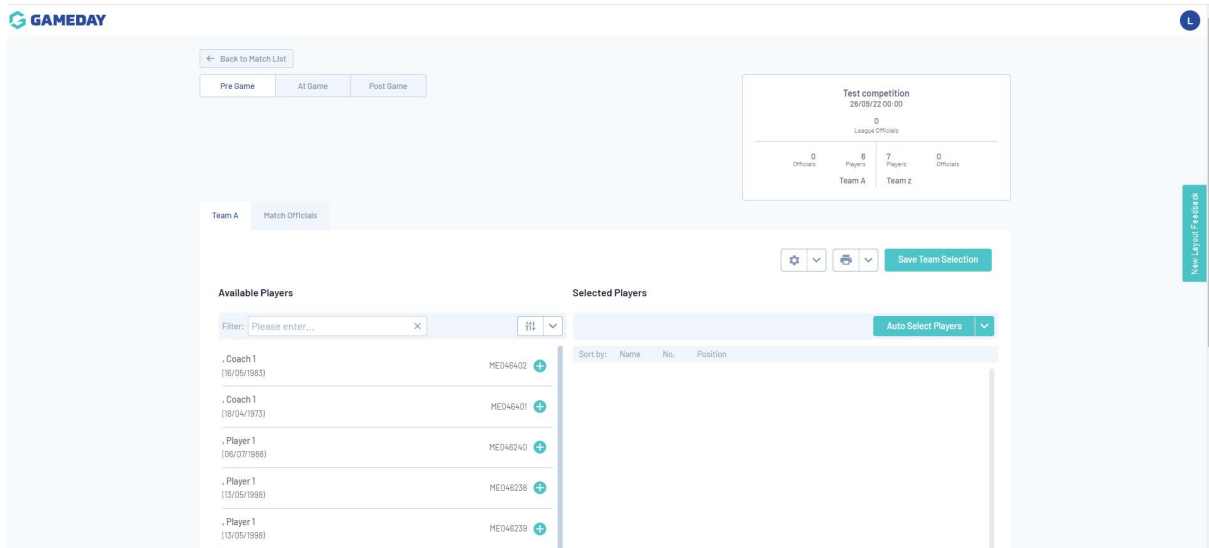 GAMEDAY
L
Back to Match List
Pre Game At Game Post Game
Test competition
26/09/22 00:00
0
League Officials
0 6 7 0
Officials Players Players Officials
Team A Team z
New Layout Feedback
Team A Match Officials
Save Team Selection
Available Players Selected Players
Filter: Please enter... Auto Select Players
Sort by: Name No. Position
, Coach 1
(16/05/1983) ME046402
, Coach 1
(18/04/1973) ME046401
, Player 1
(06/07/1988) ME046240
, Player 1
(13/05/1998) ME046238
, Player 1
(13/05/1998) ME046239